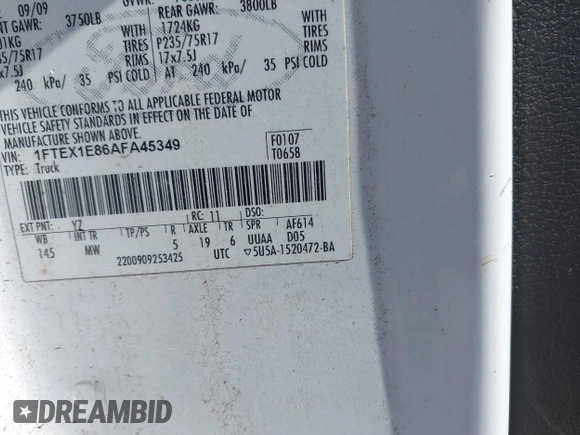 09/09
GAWR: 3750LB REAR GAWR: 3800LB
1KG WITH 1724KG WITH
/75R17 TIRES P235/75R17 TIRES
x7.5J RIMS 17x7.5J RIMS
240 kPa/ 35 PSI COLD AT 240 kPa/ 35 PSI COLD
THIS VEHICLE CONFORMS TO ALL APPLICABLE FEDERAL MOTOR
VEHICLE SAFETY STANDARDS IN EFFECT ON THE DATE OF
MANUFACTURE SHOWN ABOVE.
VIN: 1FTEX1E86AFA45349
TYPE: Truck
F0107
T0658
EXT PNT: YZ RC: 11 DSO: AF614
WB INT TR TP/PS R AXLE TR SPR D05
145 MW 5 19 6 UUAA
2200909253425 UTC ▽5U5A-1520472-BA
DREAMBID